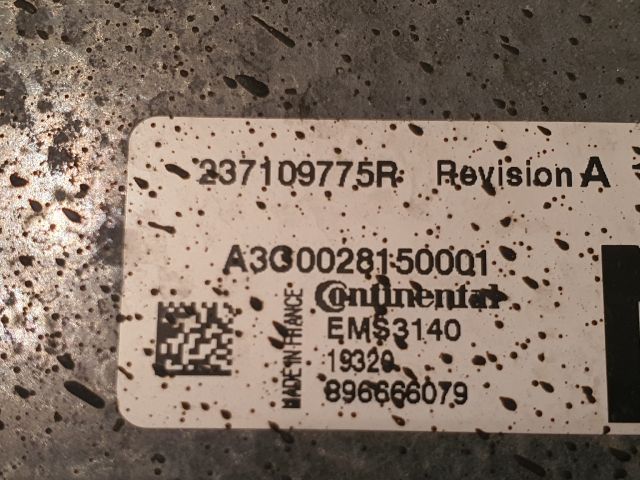 237109775R Revision A
A3C0028150001
Continental
MADE IN FRANCE
EMS3140
19320
896666079